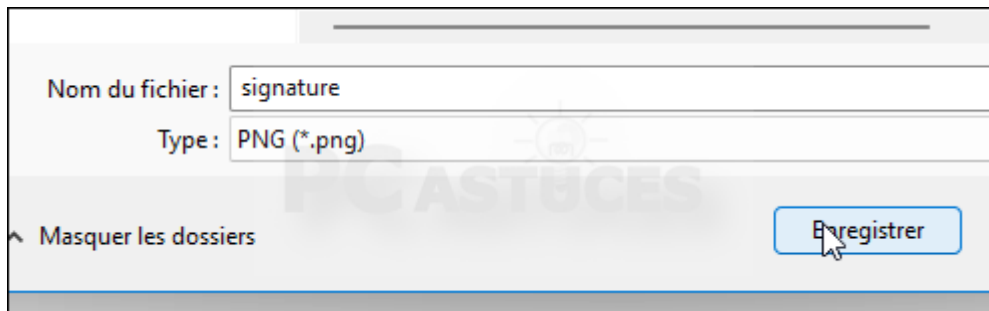 Nom du fichier : signature
Type : PNG (*.png)
PC ASTUCES
Masquer les dossiers
Enregistrer